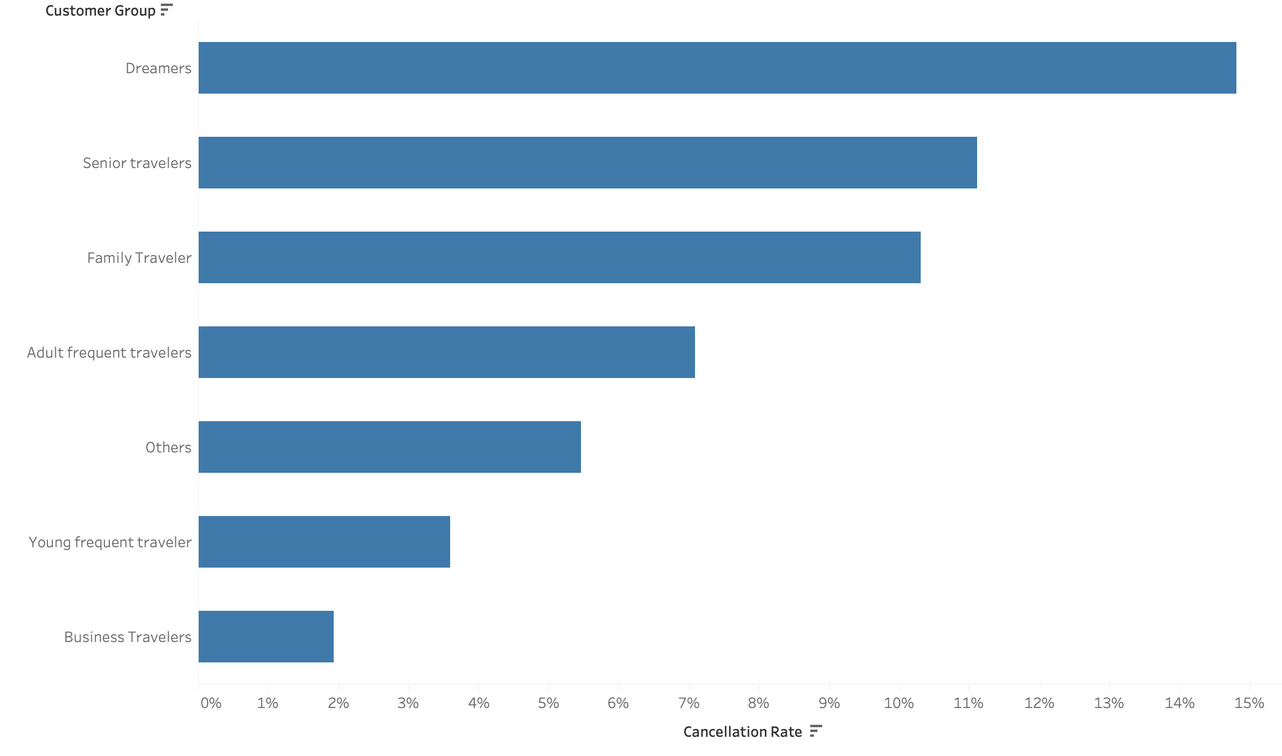 Customer Group
Dreamers
Senior travelers
Family Traveler
Adult frequent travelers
Others
Young frequent traveler
Business Travelers
0% 1% 2% 3% 4% 5% 6% 7% 8% 9% 10% 11% 12% 13% 14% 15%
Cancellation Rate